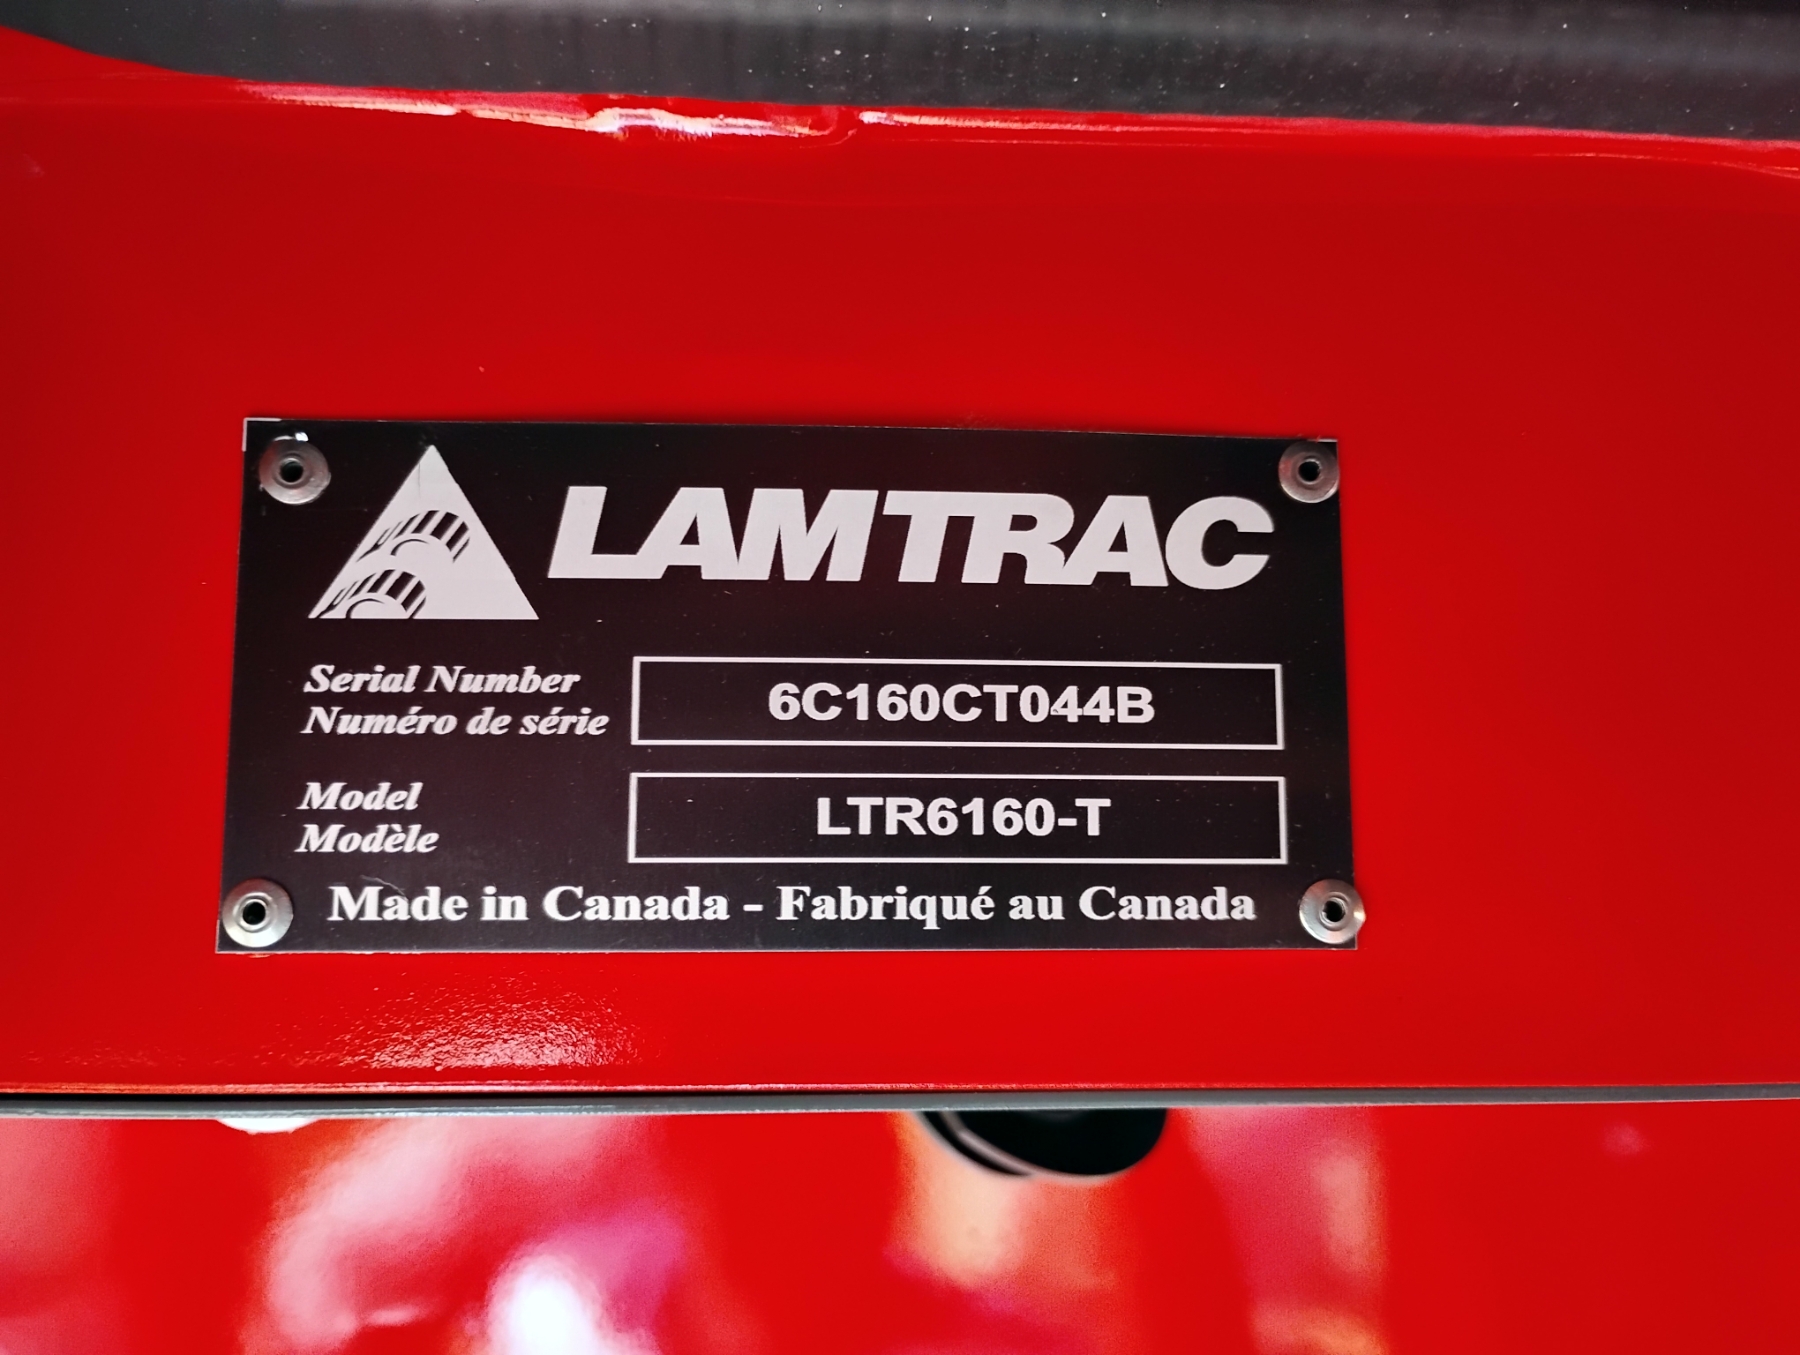 LAMTRAC
Serial Number
Numéro de série
6C160CT044B
Model
Modèle
LTR6160-T
Made in Canada - Fabriqué au Canada